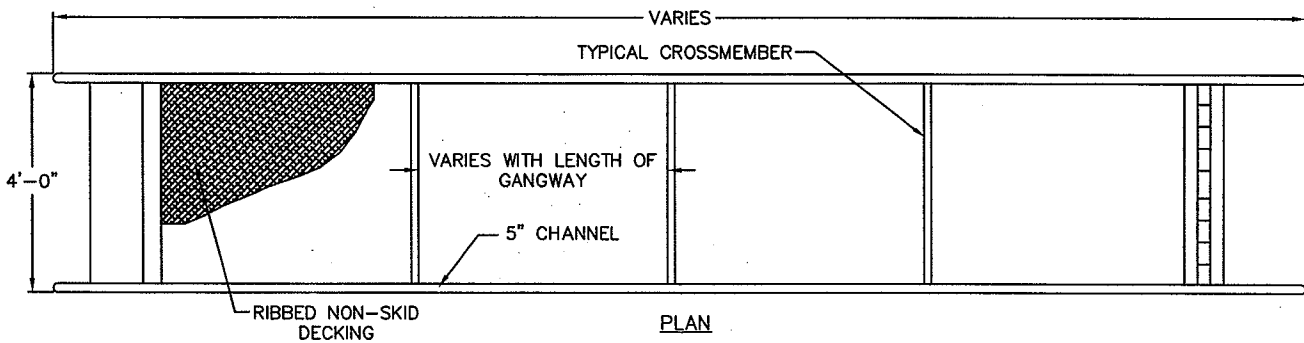 VARIES
TYPICAL CROSSMEMBER
4'-0"
VARIES WITH LENGTH OF
GANGWAY
5" CHANNEL
RIBBED NON-SKID
DECKING
PLAN